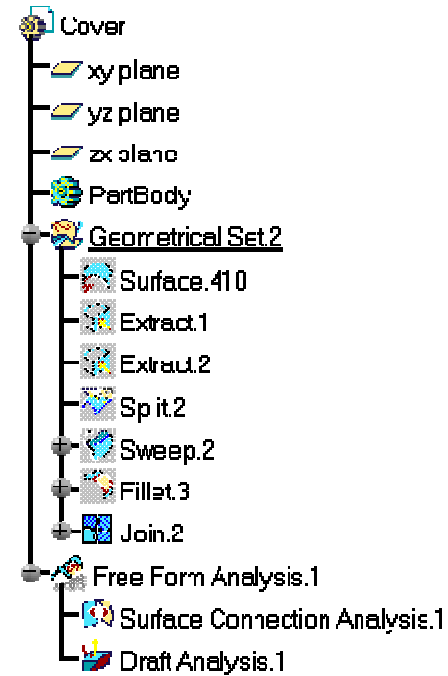 Cover
xy plane
yz plane
zx plane
PartBody
Geometrical Set.2
Surface.410
Extract.1
Extract.2
Split.2
Sweep.2
Fillet.3
Join.2
Free Form Analysis.1
Surface Connection Analysis.1
Draft Analysis.1